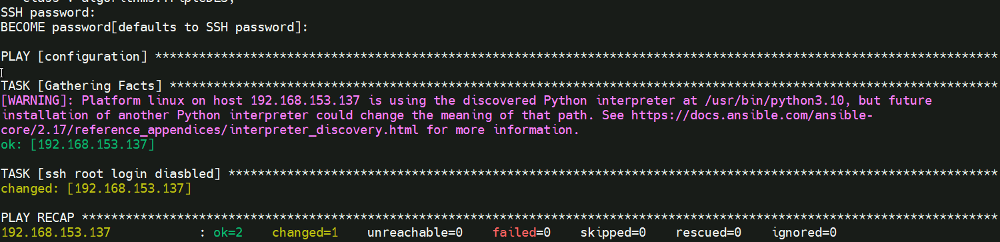 class : algorithms.TripleDES,
SSH password:
BECOME password[defaults to SSH password]:
PLAY [configuration] *******************************************************************************************************************
TASK [Gathering Facts] *****************************************************************************************************************
[WARNING]: Platform linux on host 192.168.153.137 is using the discovered Python interpreter at /usr/bin/python3.10, but future
installation of another Python interpreter could change the meaning of that path. See https://docs.ansible.com/ansible-
core/2.17/reference_appendices/interpreter_discovery.html for more information.
ok: [192.168.153.137]
TASK [ssh root login diasbled] *********************************************************************************************************
changed: [192.168.153.137]
PLAY RECAP *****************************************************************************************************************************
192.168.153.137            : ok=2    changed=1    unreachable=0    failed=0    skipped=0    rescued=0    ignored=0